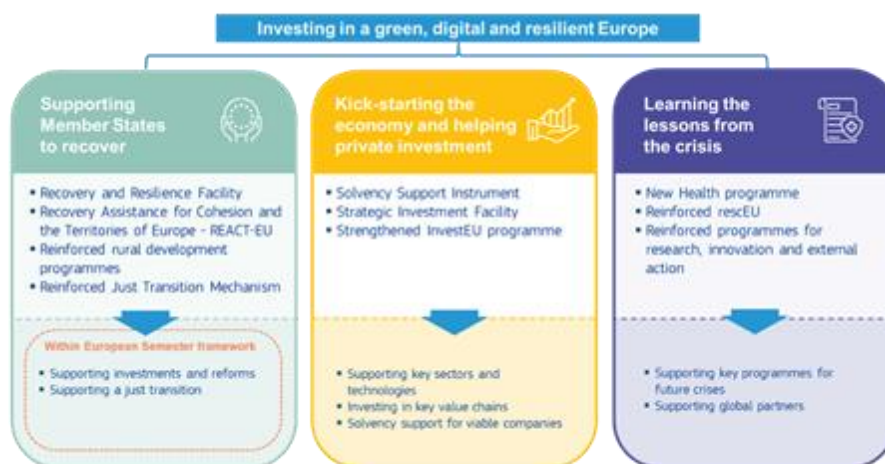 Investing in a green, digital and resilient Europe
Supporting
Member States
to recover
• Recovery and Resilience Facility
• Recovery Assistance for Cohesion and
the Territories of Europe - REACT-EU
• Reinforced rural development
programmes
• Reinforced Just Transition Mechanism
Within European Semester framework
• Supporting investments and reforms
• Supporting a just transition
Kick-starting the
economy and helping
private investment
• Solvency Support Instrument
• Strategic Investment Facility
• Strengthened InvestEU programme
• Supporting key sectors and
technologies
• Investing in key value chains
• Solvency support for viable companies
Learning the
lessons from
the crisis
• New Health programme
• Reinforced rescEU
• Reinforced programmes for
research, innovation and external
action
• Supporting key programmes for
future crises
• Supporting global partners